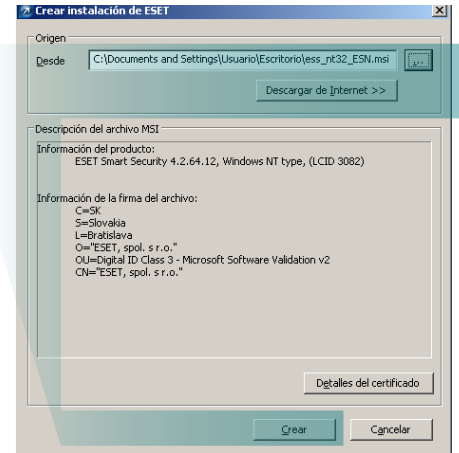 Crear instalación de ESET
Origen
Desde C:\Documents and Settings\Usuario\Escritorio\ess_nt32_ESN.msi ...
Descargar de Internet >>
Descripción del archivo MSI
Información del producto:
ESET Smart Security 4.2.64.12, Windows NT type, (LCID 3082)
Información de la firma del archivo:
C=SK
S=Slovakia
L=Bratislava
O="ESET, spol. s r.o."
OU=Digital ID Class 3 - Microsoft Software Validation v2
CN="ESET, spol. s r.o."
Detalles del certificado
Crear Cancelar